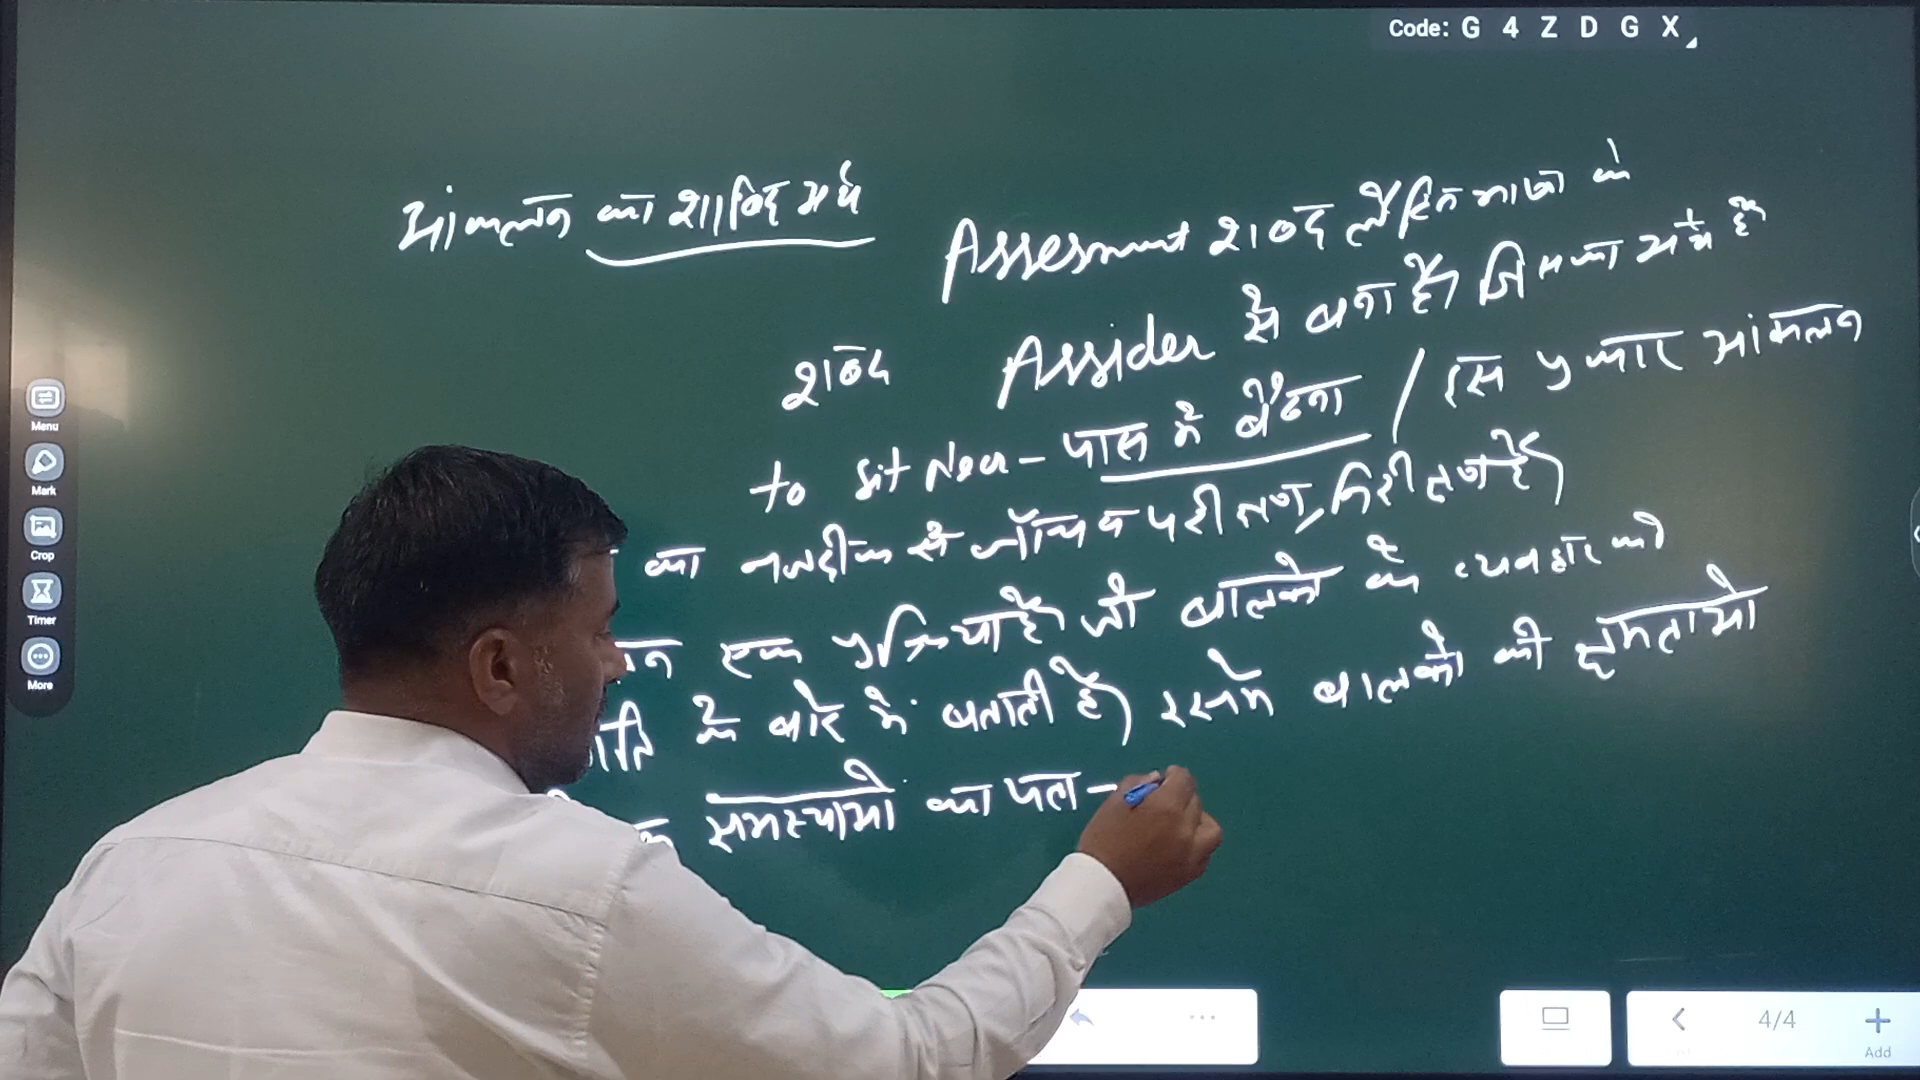 Code: G 4 Z D G X
आंकलन का शाब्दि अर्थ
Assesment शब्द लैटिन भाषा के
शब्द Assider से बना है। जिसका अर्थ है
to sit Near - पास मे बैठना / इस प्रकार आंकलन
का नजदीक से जाँच व परीक्षण, निरीक्षण है।
एक प्रक्रिया है जो बालको के व्यवहार की
के बारे में बताती है। इसमे बालको की क्षमताओ
समस्याओ का पता -
Menu
Mark
Crop
Timer
More
4/4
Add